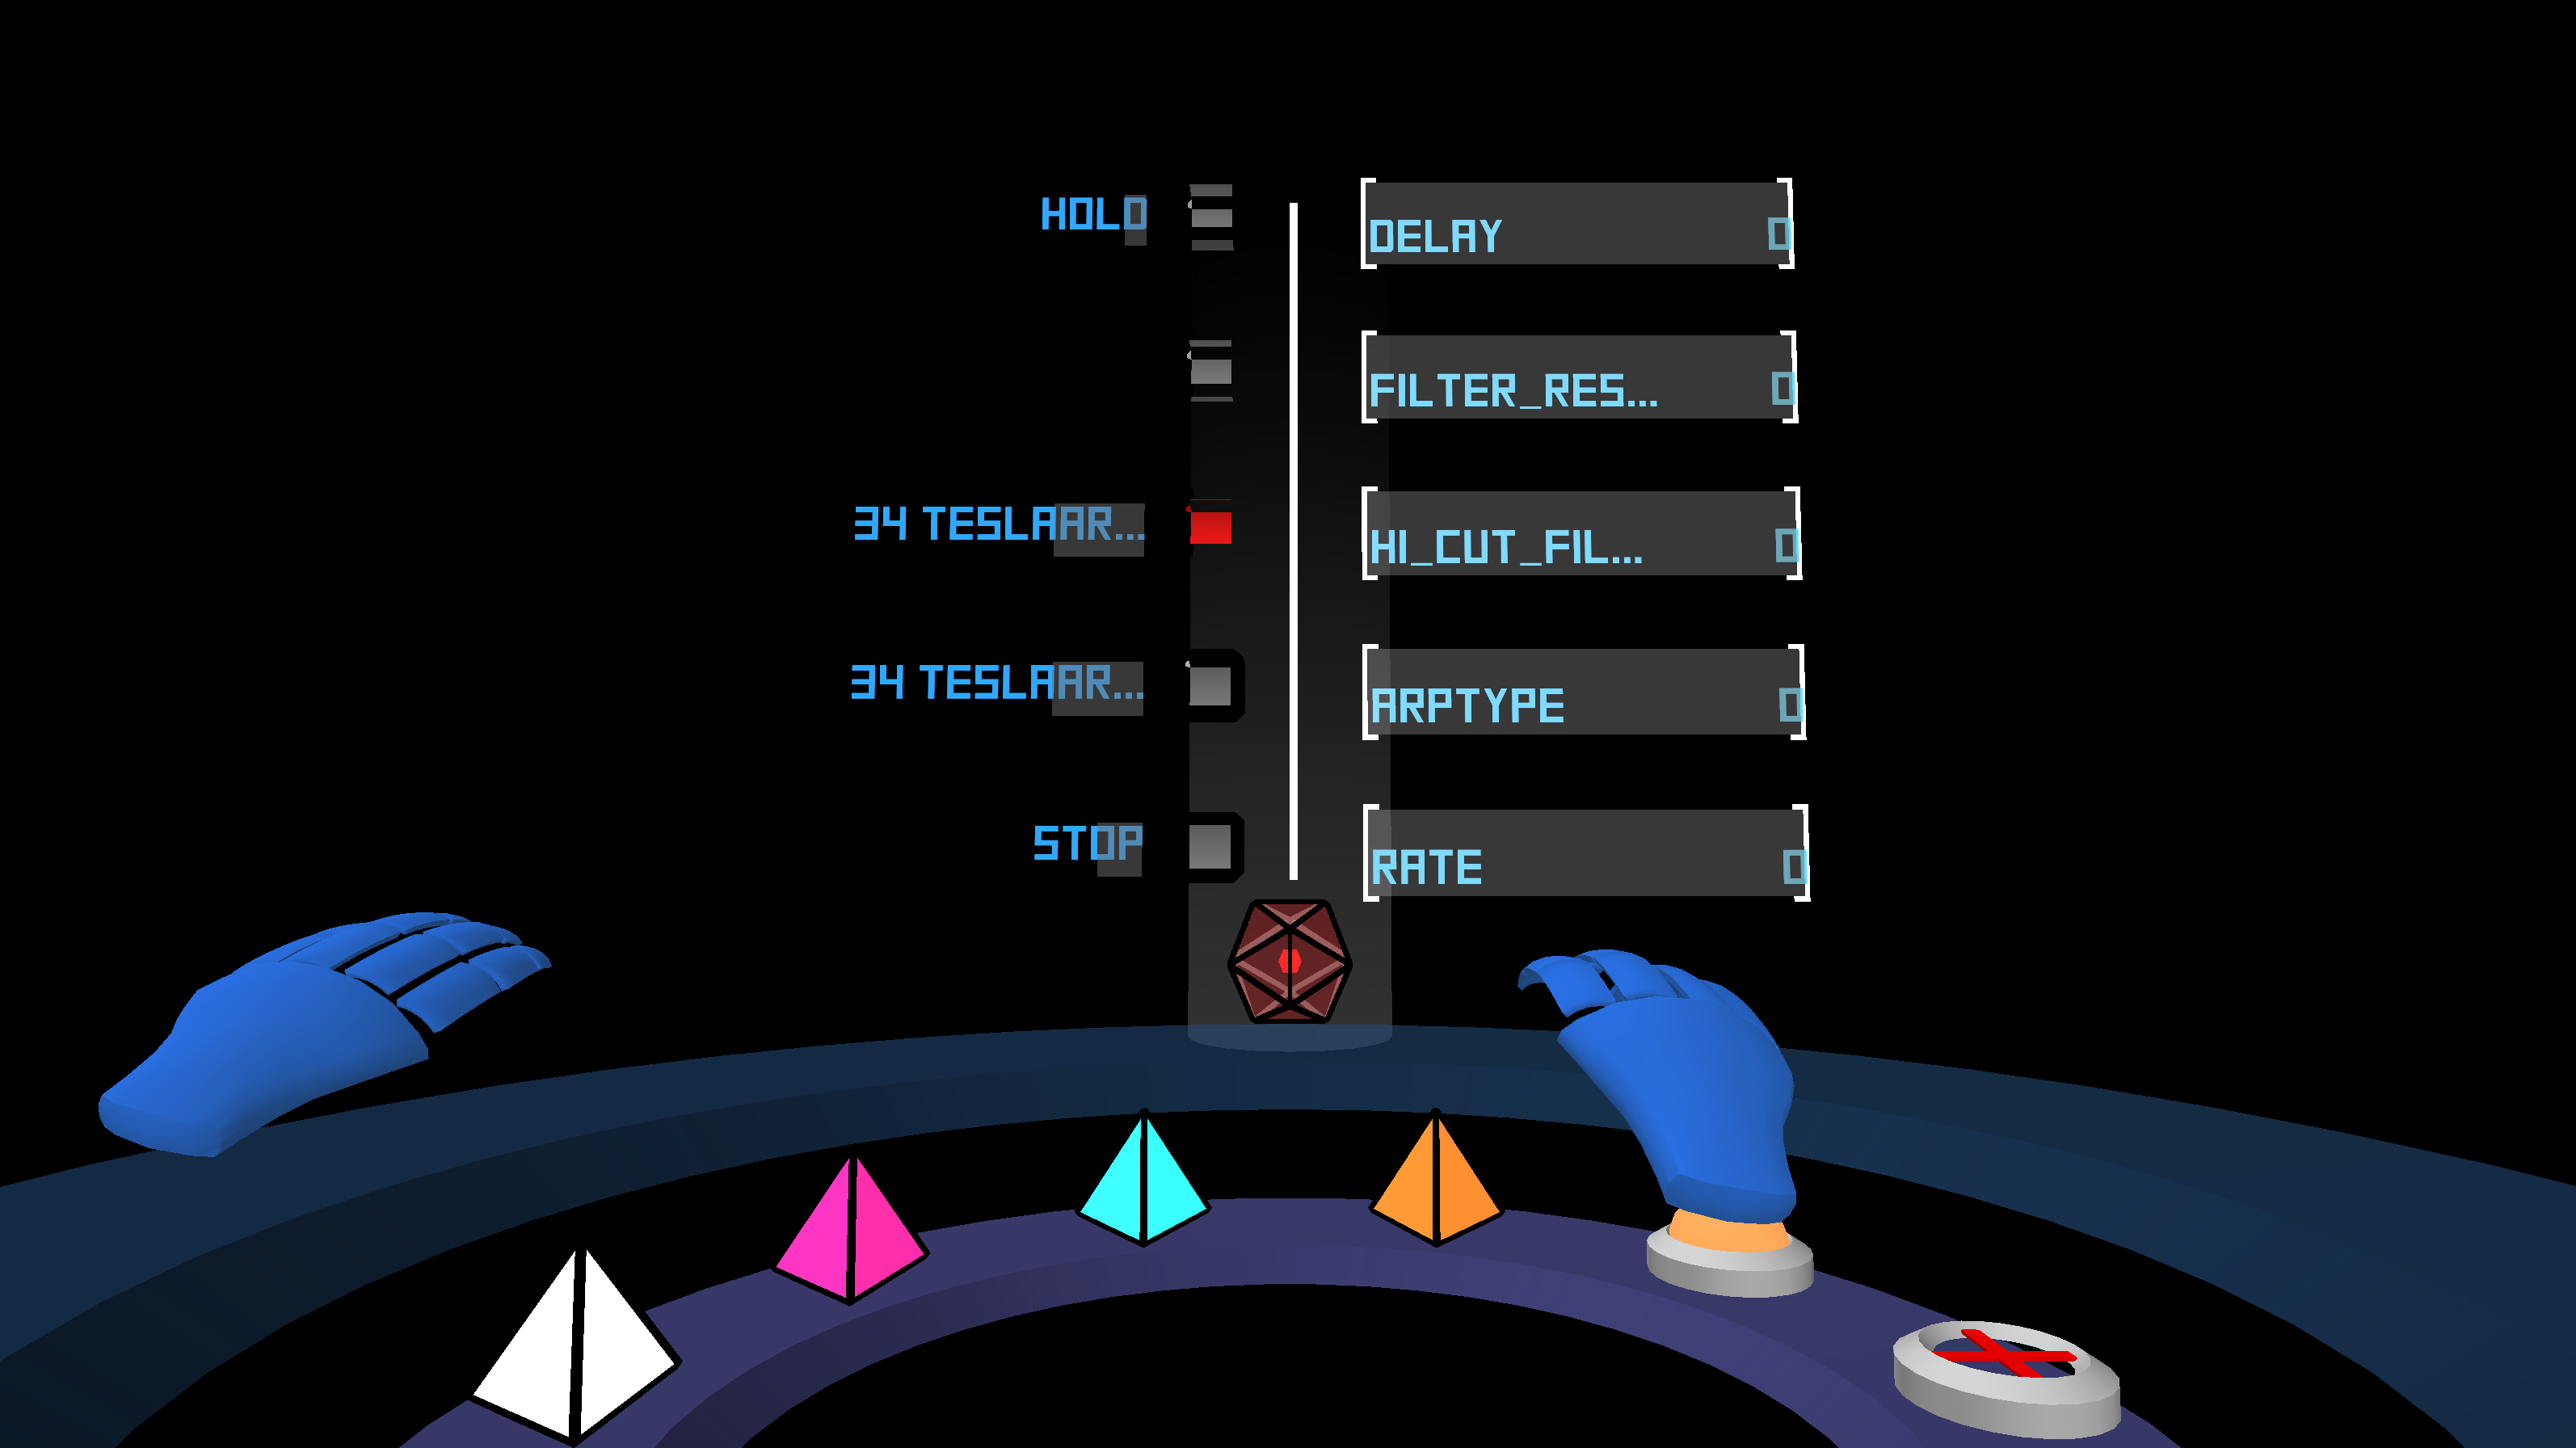 HOLD
DELAY 0
FILTER_RES... 0
34 TESLAAR...
HI_CUT_FIL... 0
34 TESLAAR...
ARPTYPE 0
STOP
RATE 0